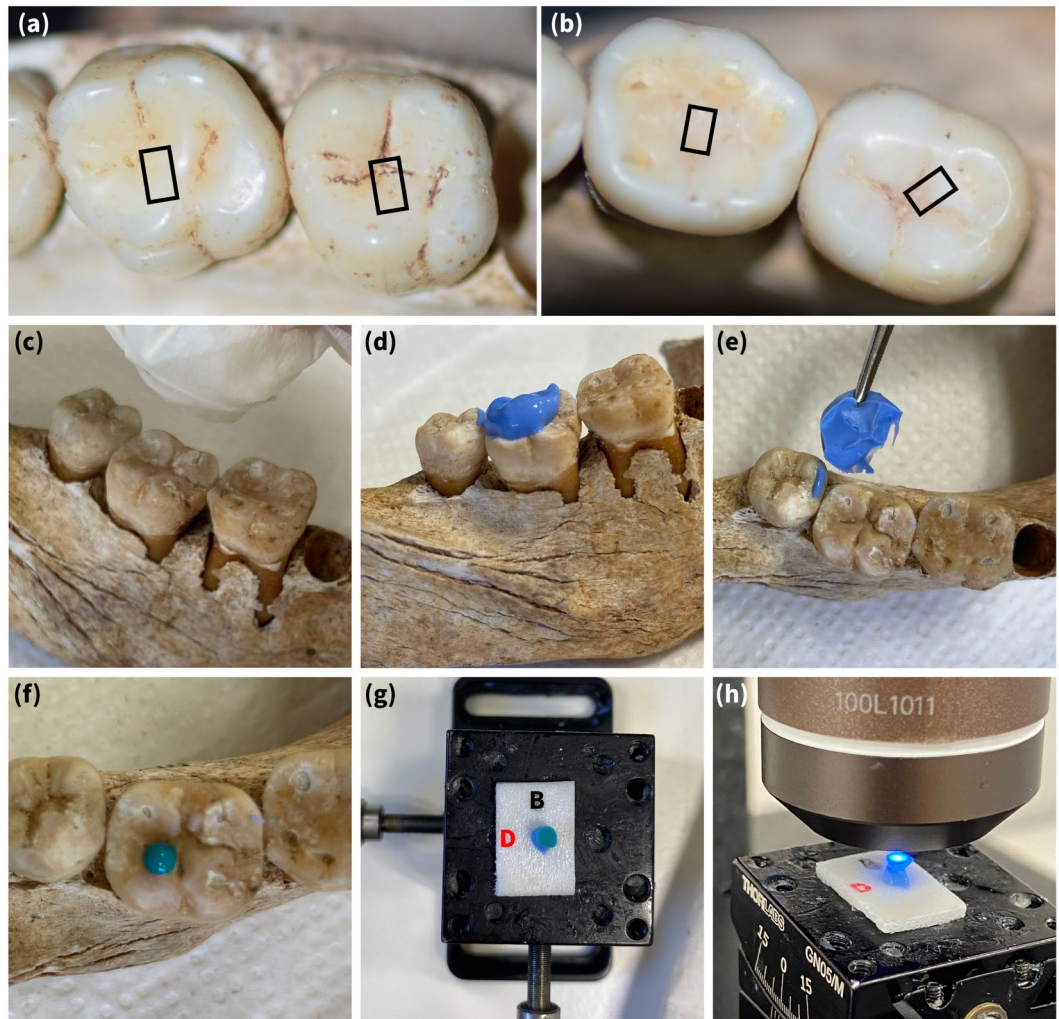 (a)
(b)
(c)
(d)
(e)
(f)
(g)
B
D
(h)
100L1011
D
THORLABS
GN05/M
15
0
15